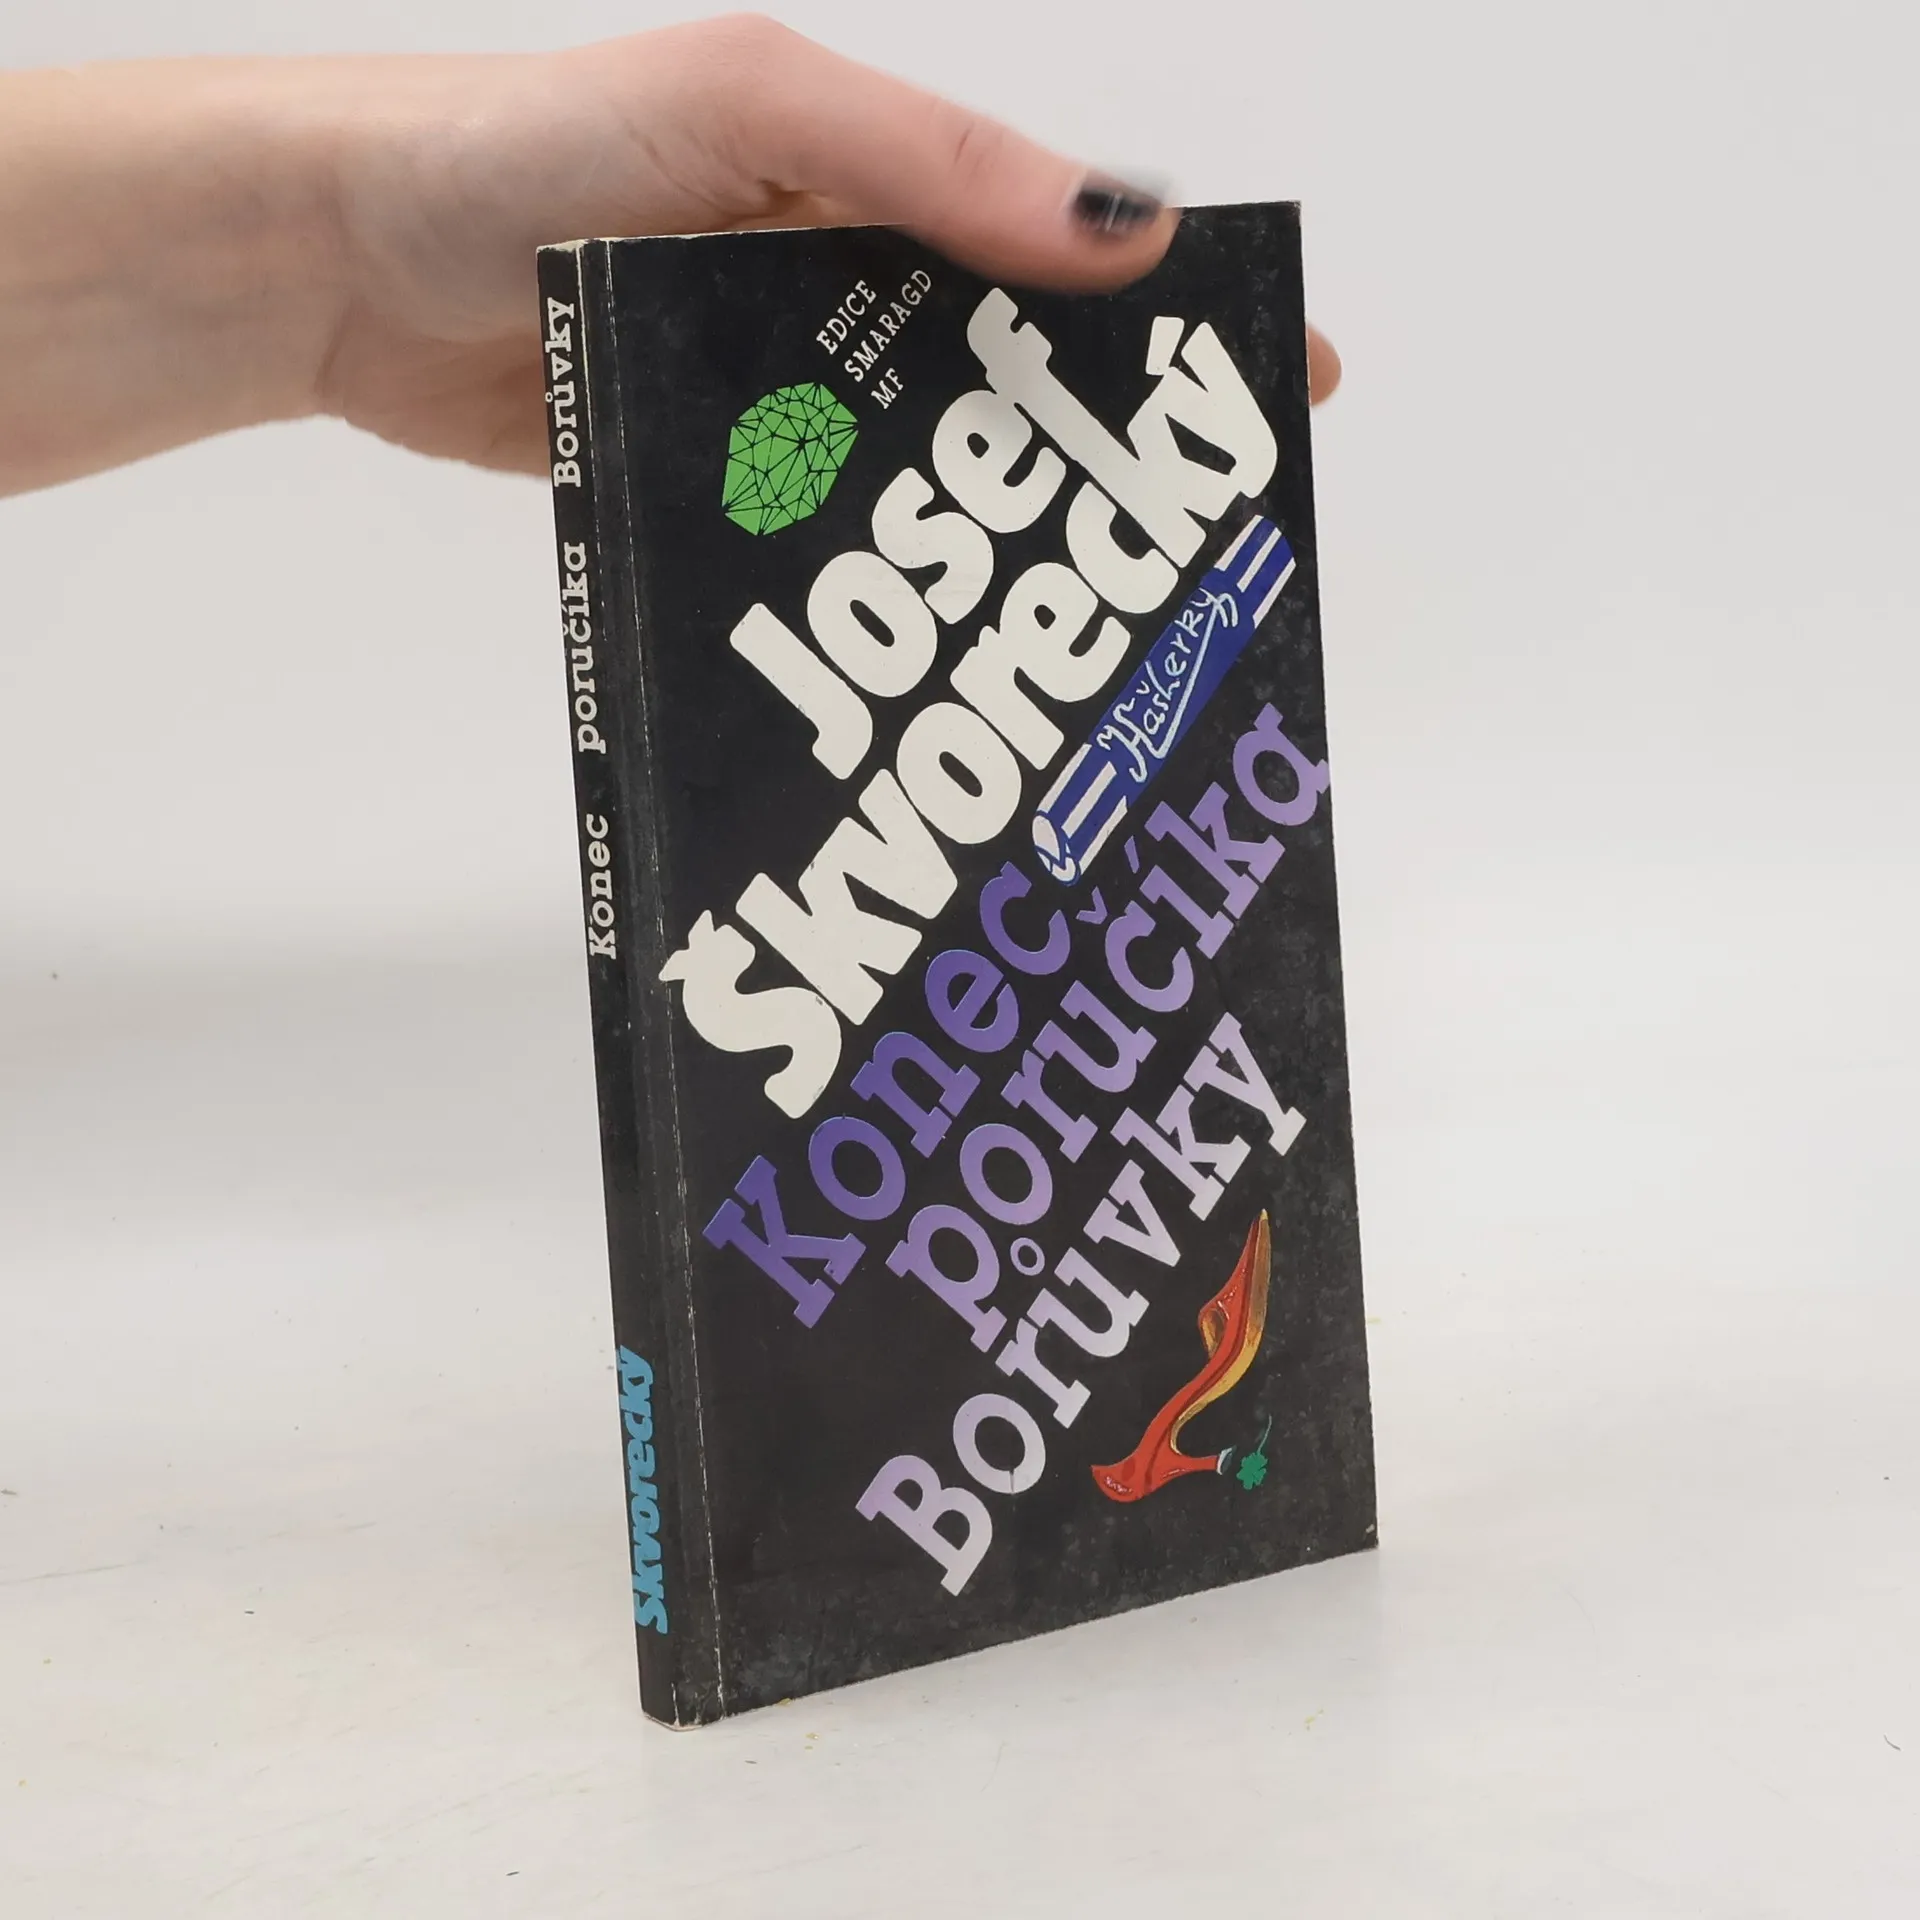 EDICE
SMARAGD
MF
Josef
Škvorecký
Hašlerky
Konec
poručíka
Borůvky
Konec poručíka Borůvky
Škvorecký